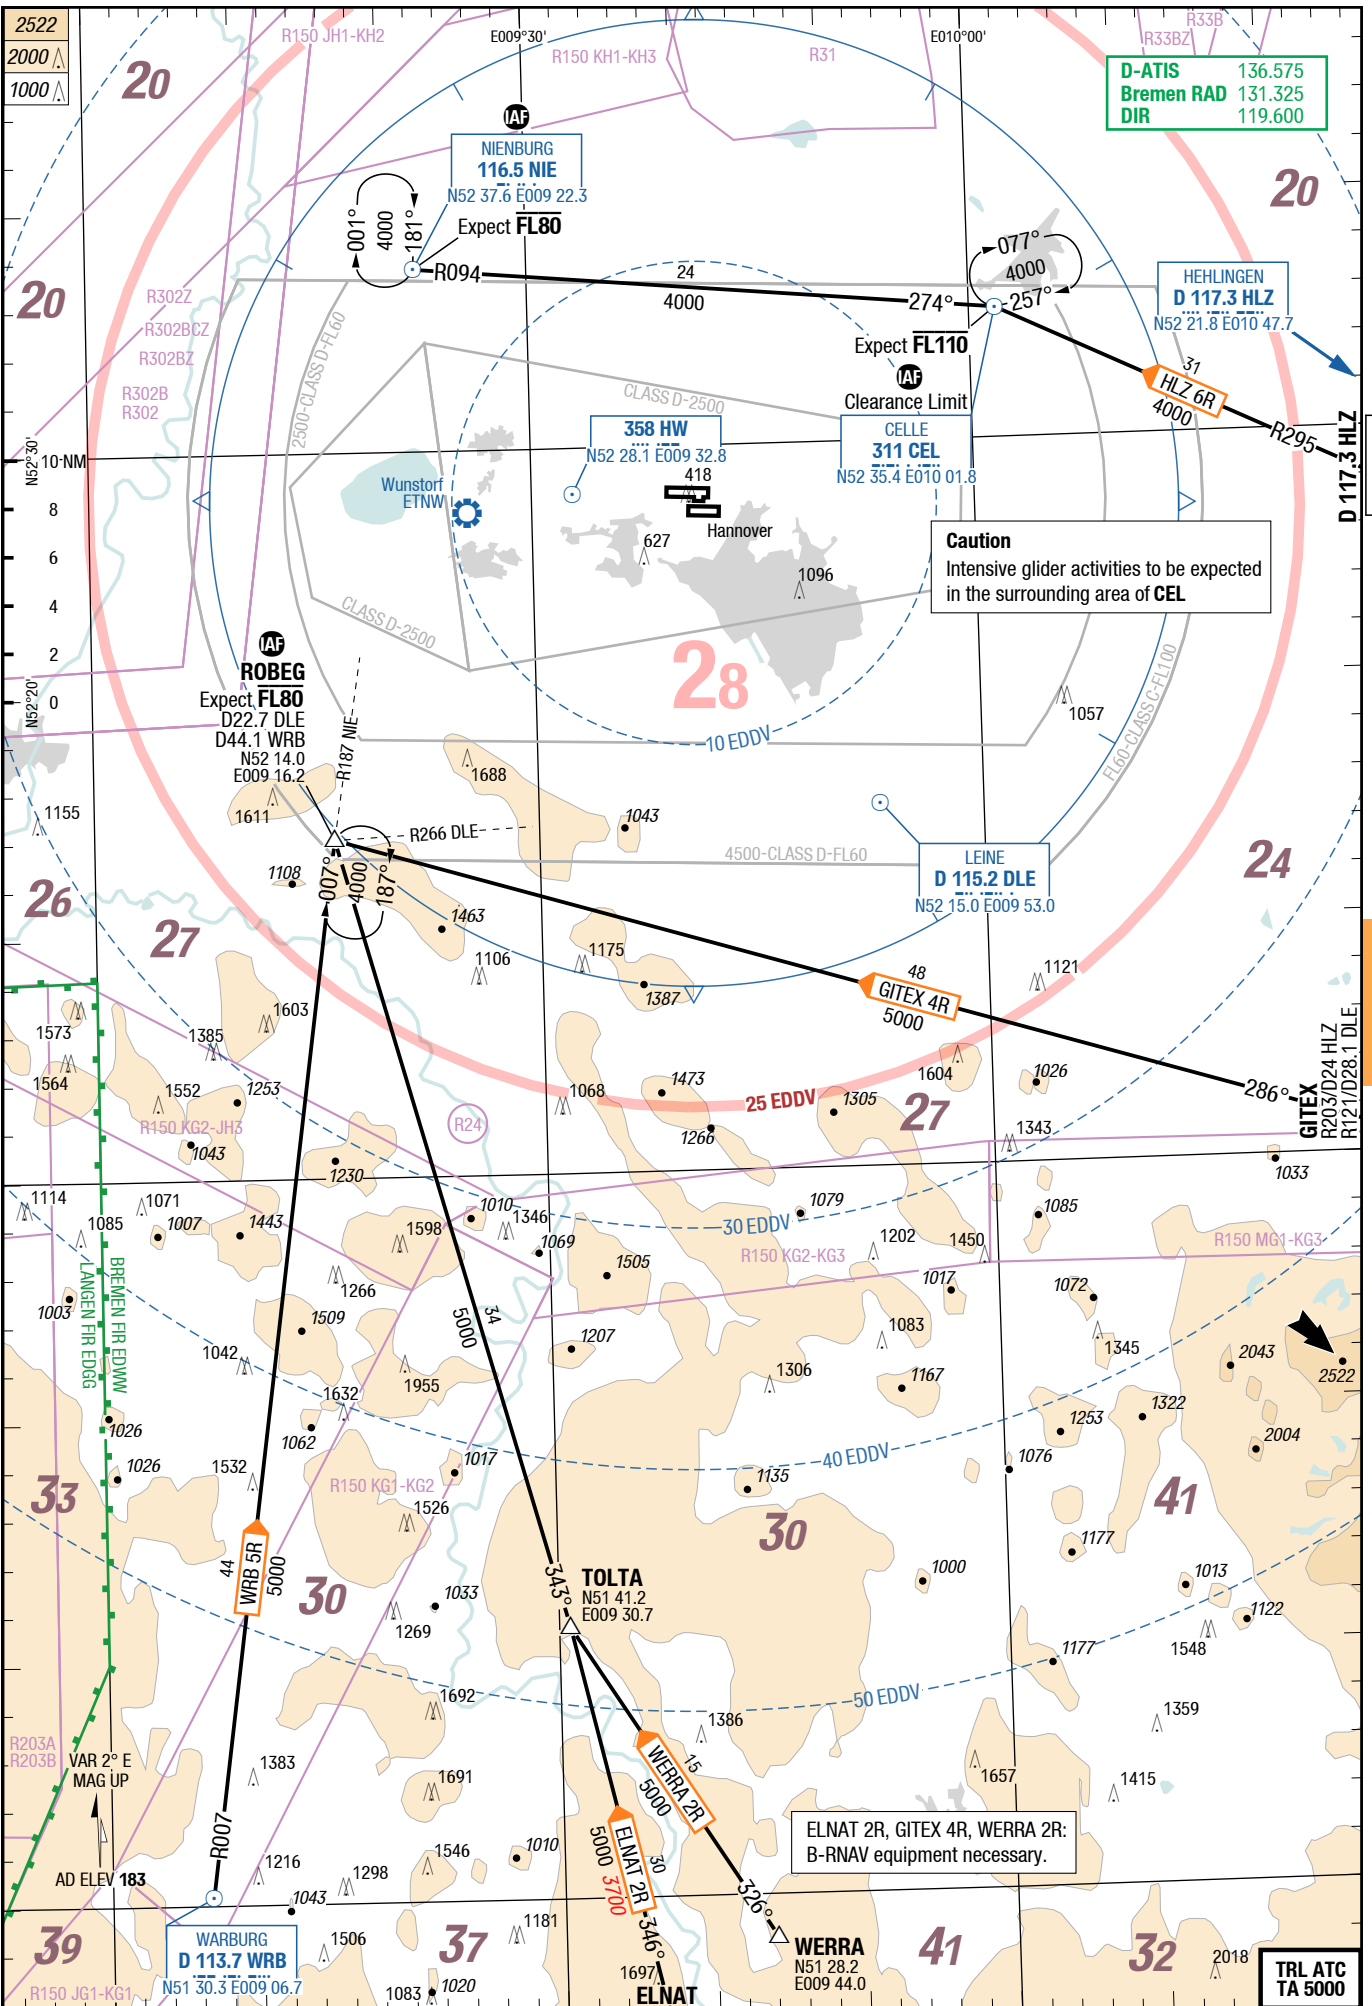 2522
2000
1000
20
R150 JH1-KH2
E009°30'
R150 KH1-KH3
R31
E010°00'
R33B
R33BZ
D-ATIS 136.575
Bremen RAD 131.325
DIR 119.600
IAF
NIENBURG
116.5 NIE
N52 37.6 E009 22.3
Expect FL80
001°
4000
181°
R094
24
4000
274°
077°
4000
257°
20
HEHLINGEN
D 117.3 HLZ
N52 21.8 E010 47.7
20
R302Z
R302BCZ
R302BZ
R302B
R302
2500-CLASS D-FL60
CLASS D-2500
Expect FL110
IAF
Clearance Limit
CELLE
311 CEL
N52 35.4 E010 01.8
31
HLZ 6R
4000
R295
D 117.3 HLZ
358 HW
N52 28.1 E009 32.8
418
Hannover
Wunstorf
ETNW
627
1096
N52°30'
10 NM
8
6
4
2
0
N52°20'
Caution
Intensive glider activities to be expected
in the surrounding area of CEL
CLASS D-2500
28
10 EDDV
1057
FL60-CLASS C-FL100
IAF
ROBEG
Expect FL80
D22.7 DLE
D44.1 WRB
N52 14.0
E009 16.2
R187 NIE
R266 DLE
1688
1611
1155
1043
4500-CLASS D-FL60
LEINE
D 115.2 DLE
N52 15.0 E009 53.0
24
1108
007°
4000
187°
26
27
1463
1106
1175
1387
48
GITEX 4R
5000
1121
286°
GITEX
R203/D24 HLZ
R121/D28.1 DLE
1573
1603
1385
1564
1552
1253
R150 KG2-JH3
1043
1230
R24
1068
1473
25 EDDV
1266
1305
1604
1026
27
1343
1033
1114
1085
1071
1007
1443
1598
1010
1346
1069
1505
30 EDDV
1079
R150 KG2-KG3
1202
1450
1085
R150 MG1-KG3
BREMEN FIR EDWW
LANGEN FIR EDGG
1003
1266
1509
1042
34
5000
1207
1017
1072
1083
1345
2043
2522
1955
1632
1062
1306
1167
1253
1322
2004
1026
1026
1532
R150 KG1-KG2
1017
40 EDDV
1135
1076
33
1526
30
41
44
WRB 5R
5000
30
1033
1269
343°
TOLTA
N51 41.2
E009 30.7
1000
1177
1013
1122
1548
1177
1692
50 EDDV
1386
1359
R203A
R203B
VAR 2° E
MAG UP
1383
1691
15
WERRA 2R
5000
1657
1415
ELNAT 2R, GITEX 4R, WERRA 2R:
B-RNAV equipment necessary.
R007
1216
1298
1546
1010
30
ELNAT 2R
5000 3700
AD ELEV 183
1043
326°
346°
WARBURG
D 113.7 WRB
N51 30.3 E009 06.7
39
R150 JG1-KG1
1506
37
1181
1083
1020
1697
ELNAT
WERRA
N51 28.2
E009 44.0
41
32
2018
TRL ATC
TA 5000